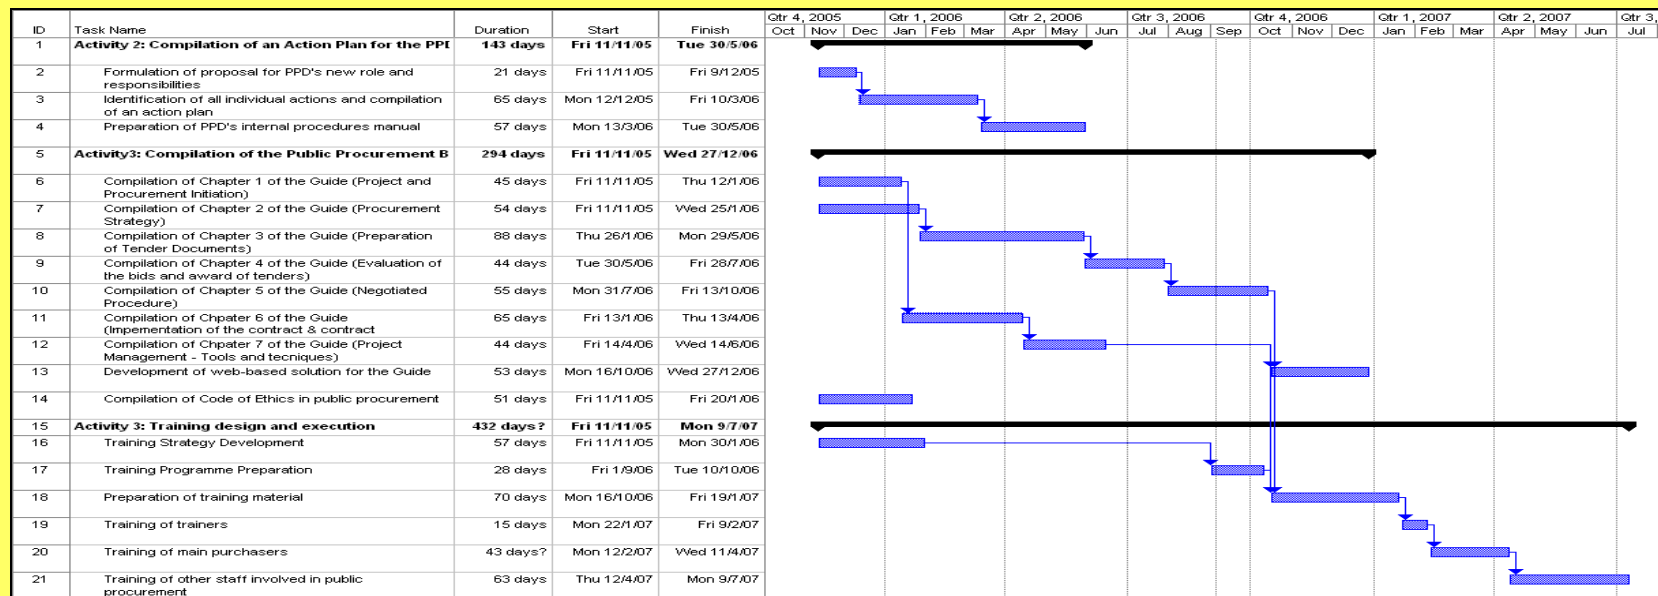 Qtr 4, 2005 Qtr 1, 2006 Qtr 2, 2006 Qtr 3, 2006 Qtr 4, 2006 Qtr 1, 2007 Qtr 2, 2007 Qtr 3,
ID Task Name Duration Start Finish Oct Nov Dec Jan Feb Mar Apr May Jun Jul Aug Sep Oct Nov Dec Jan Feb Mar Apr May Jun Jul
1 Activity 2: Compilation of an Action Plan for the PPI 143 days Fri 11/11/05 Tue 30/5/06
2 Formulation of proposal for PPD's new role and 21 days Fri 11/11/05 Fri 9/12/05
responsibilities
3 Identification of all individual actions and compilation 65 days Mon 12/12/05 Fri 10/3/06
of an action plan
4 Preparation of PPD's internal procedures manual 57 days Mon 13/3/06 Tue 30/5/06
5 Activity3: Compilation of the Public Procurement B 294 days Fri 11/11/05 Wed 27/12/06
6 Compilation of Chapter 1 of the Guide (Project and 45 days Fri 11/11/05 Thu 12/1/06
Procurement Initiation)
7 Compilation of Chapter 2 of the Guide (Procurement 54 days Fri 11/11/05 Wed 25/1/06
Strategy)
8 Compilation of Chapter 3 of the Guide (Preparation 88 days Thu 26/1/06 Mon 29/5/06
of Tender Documents)
9 Compilation of Chapter 4 of the Guide (Evaluation of 44 days Tue 30/5/06 Fri 28/7/06
the bids and award of tenders)
10 Compilation of Chapter 5 of the Guide (Negotiated 55 days Mon 31/7/06 Fri 13/10/06
Procedure)
11 Compilation of Chpater 6 of the Guide 65 days Fri 13/1/06 Thu 13/4/06
(Impementation of the contract & contract
12 Compilation of Chpater 7 of the Guide (Project 44 days Fri 14/4/06 Wed 14/6/06
Management - Tools and tecniques)
13 Development of web-based solution for the Guide 53 days Mon 16/10/06 Wed 27/12/06
14 Compilation of Code of Ethics in public procurement 51 days Fri 11/11/05 Fri 20/1/06
15 Activity 3: Training design and execution 432 days? Fri 11/11/05 Mon 9/7/07
16 Training Strategy Development 57 days Fri 11/11/05 Mon 30/1/06
17 Training Programme Preparation 28 days Fri 1/9/06 Tue 10/10/06
18 Preparation of training material 70 days Mon 16/10/06 Fri 19/1/07
19 Training of trainers 15 days Mon 22/1/07 Fri 9/2/07
20 Training of main purchasers 43 days? Mon 12/2/07 Wed 11/4/07
21 Training of other staff involved in public 63 days Thu 12/4/07 Mon 9/7/07
procurement